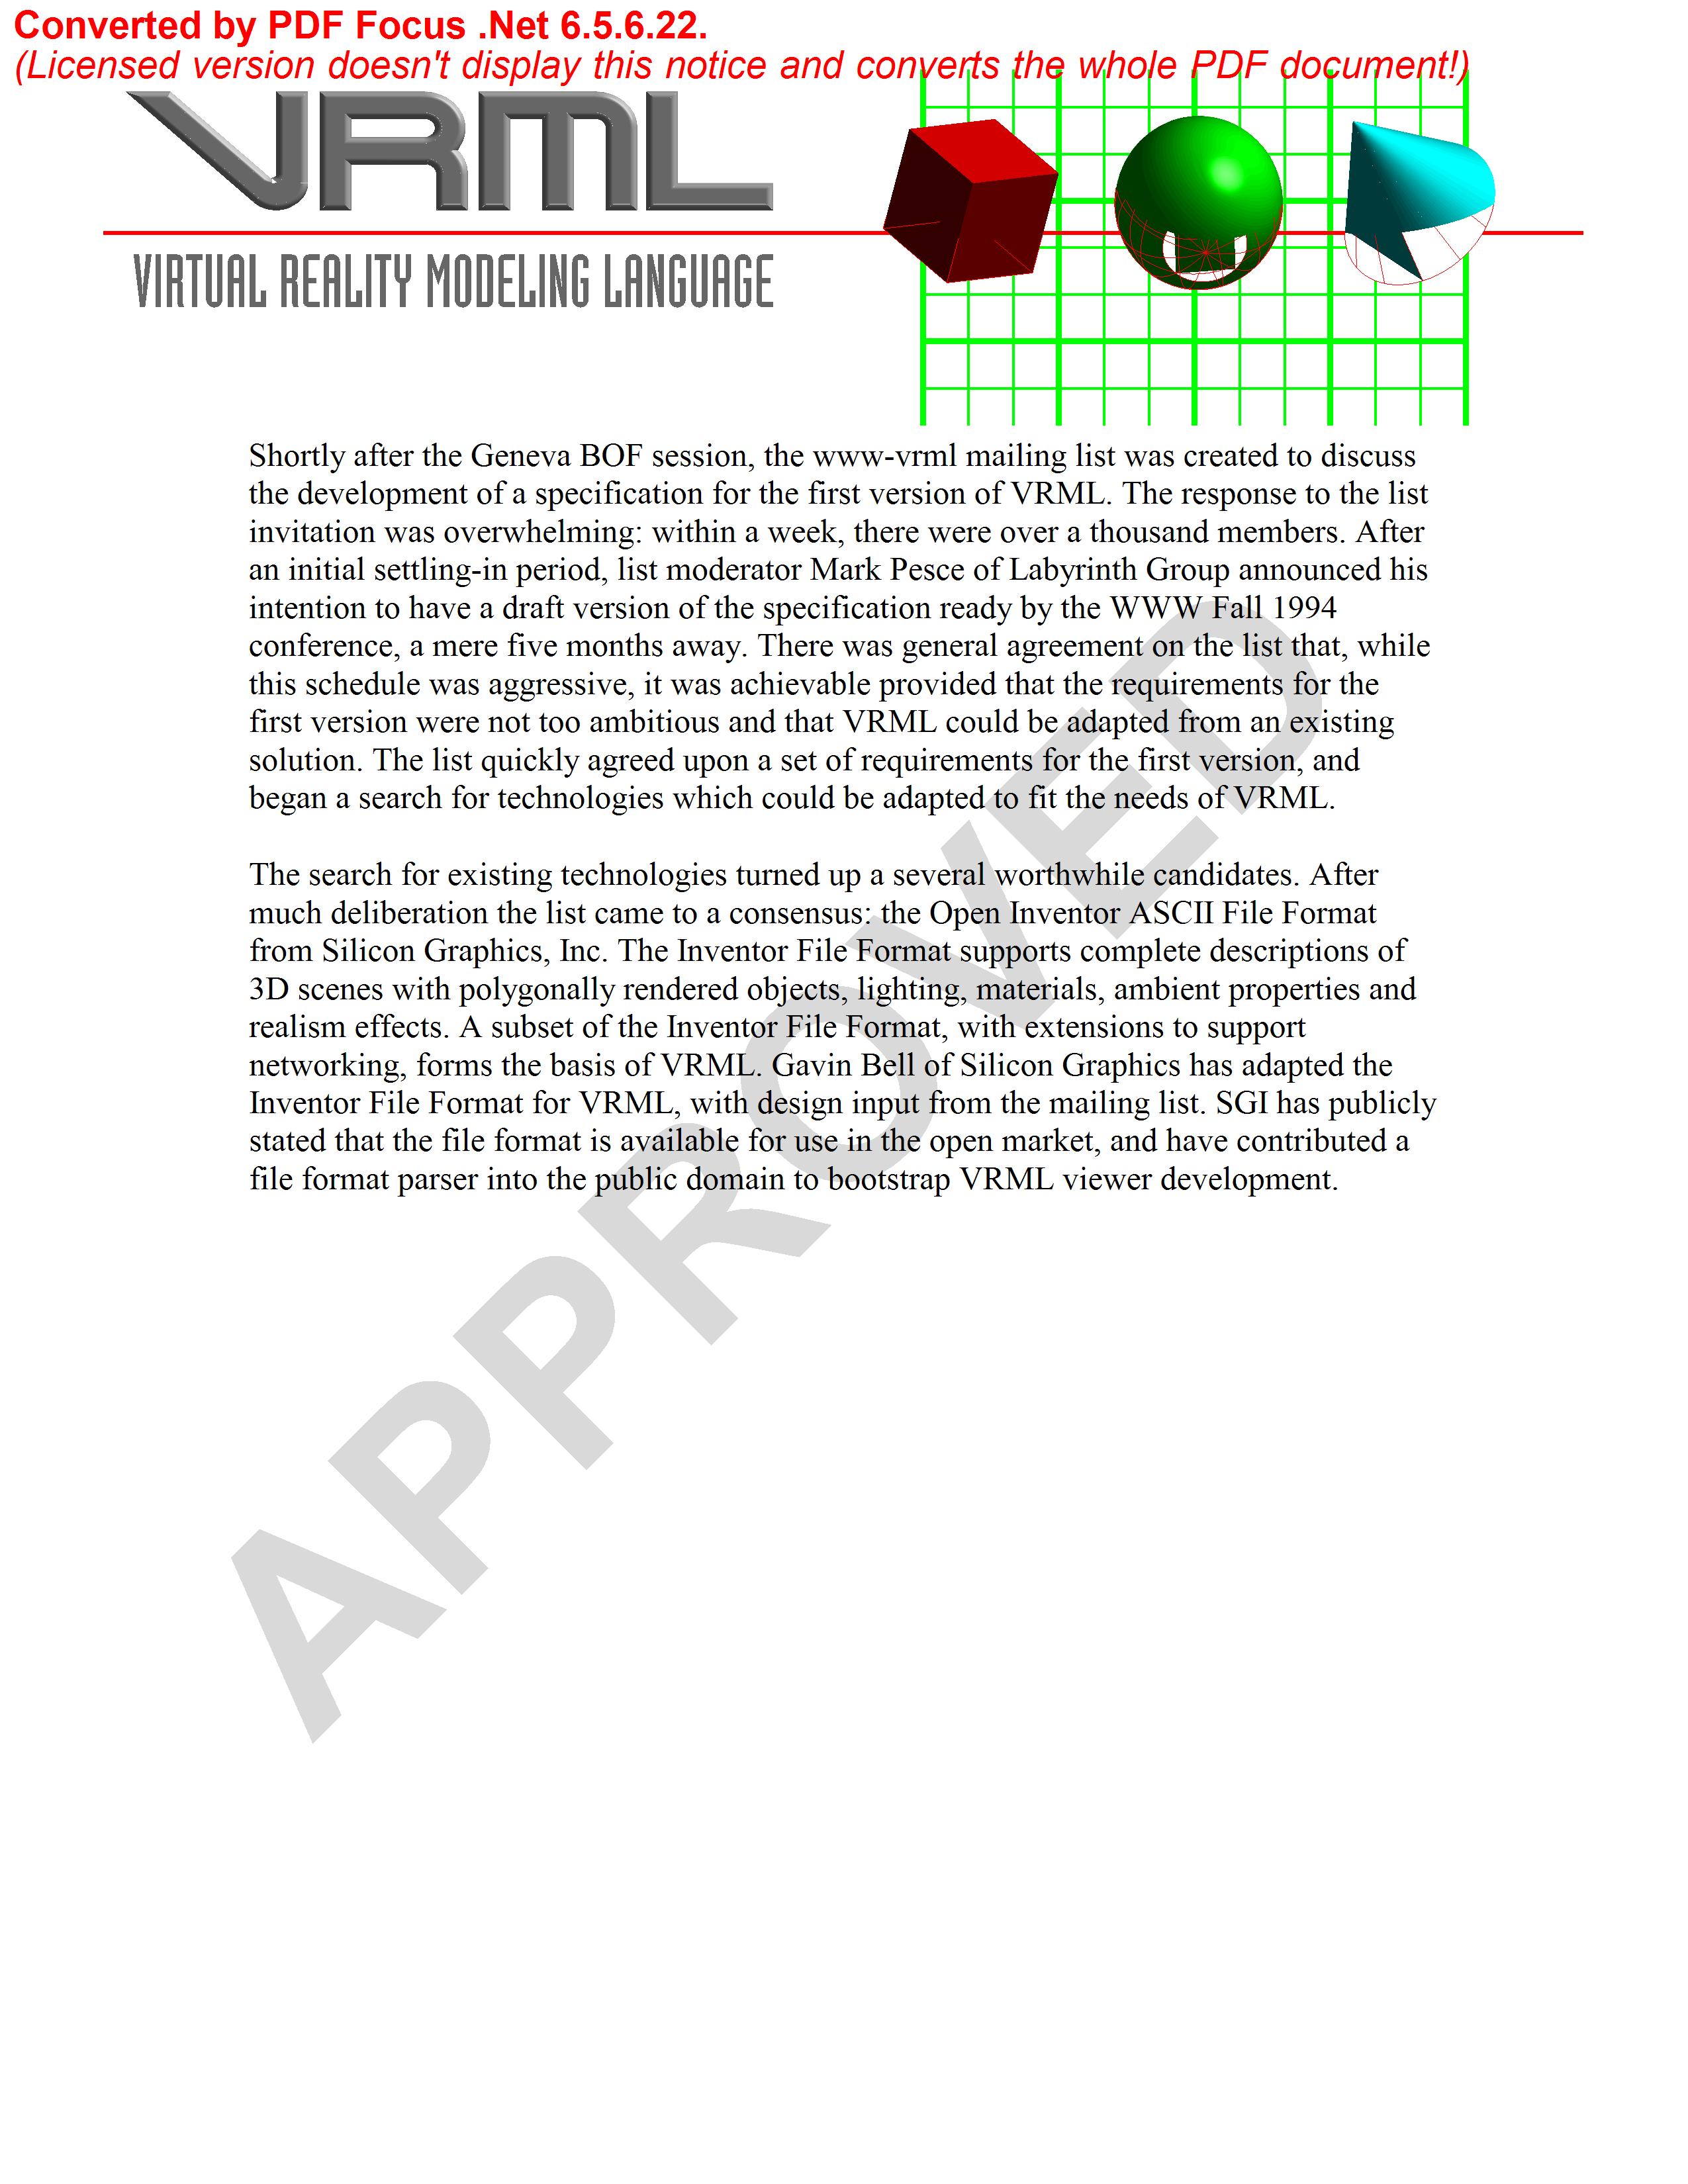 Converted by PDF Focus .Net 6.5.6.22.
(Licensed version doesn't display this notice and converts the whole PDF document!)
VRML
VIRTUAL REALITY MODELING LANGUAGE
Shortly after the Geneva BOF session, the www-vrml mailing list was created to discuss
the development of a specification for the first version of VRML. The response to the list
invitation was overwhelming: within a week, there were over a thousand members. After
an initial settling-in period, list moderator Mark Pesce of Labyrinth Group announced his
intention to have a draft version of the specification ready by the WWW Fall 1994
conference, a mere five months away. There was general agreement on the list that, while
this schedule was aggressive, it was achievable provided that the requirements for the
first version were not too ambitious and that VRML could be adapted from an existing
solution. The list quickly agreed upon a set of requirements for the first version, and
began a search for technologies which could be adapted to fit the needs of VRML.
The search for existing technologies turned up a several worthwhile candidates. After
much deliberation the list came to a consensus: the Open Inventor ASCII File Format
from Silicon Graphics, Inc. The Inventor File Format supports complete descriptions of
3D scenes with polygonally rendered objects, lighting, materials, ambient properties and
realism effects. A subset of the Inventor File Format, with extensions to support
networking, forms the basis of VRML. Gavin Bell of Silicon Graphics has adapted the
Inventor File Format for VRML, with design input from the mailing list. SGI has publicly
stated that the file format is available for use in the open market, and have contributed a
file format parser into the public domain to bootstrap VRML viewer development.
APPROVED